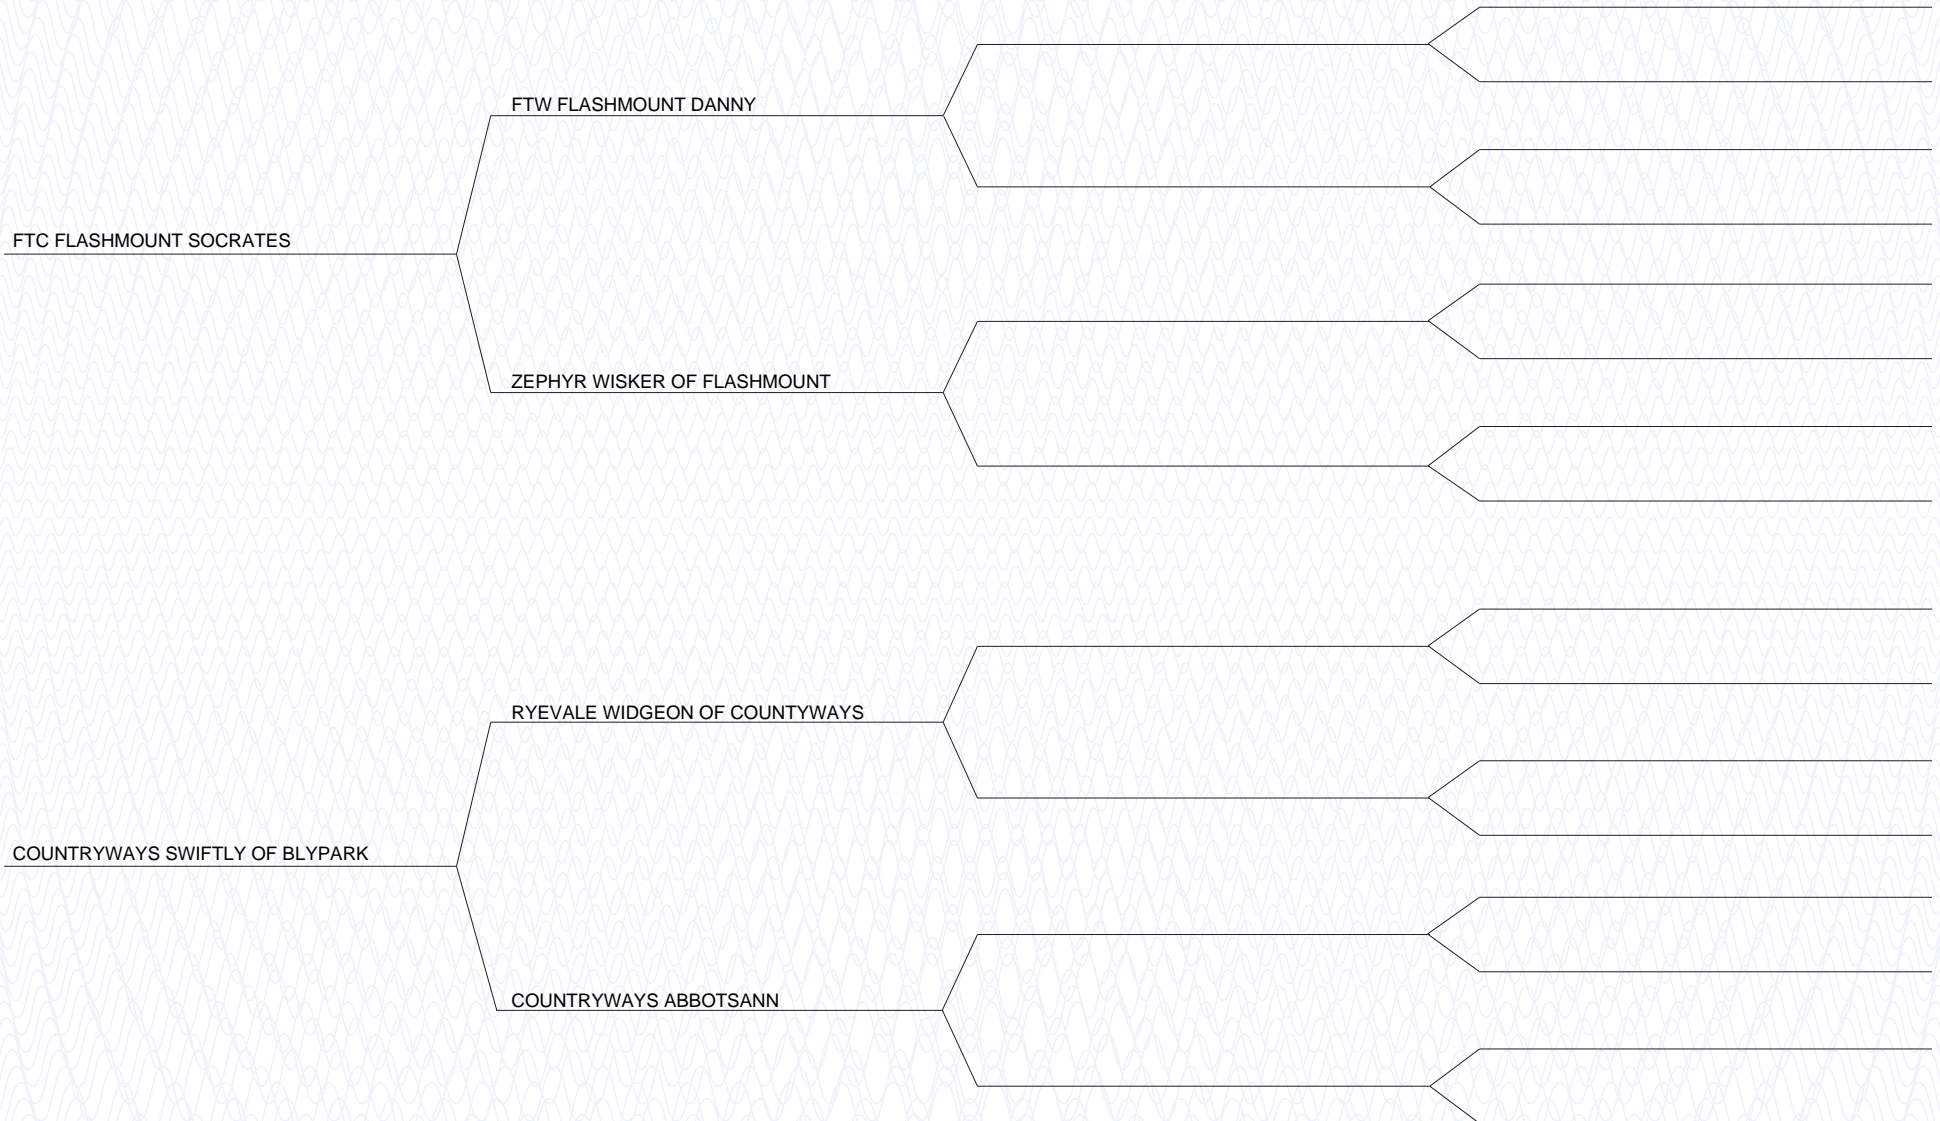 FTW FLASHMOUNT DANNY
FTC FLASHMOUNT SOCRATES
ZEPHYR WISKER OF FLASHMOUNT
RYEVALE WIDGEON OF COUNTYWAYS
COUNTRYWAYS SWIFTLY OF BLYPARK
COUNTRYWAYS ABBOTSANN